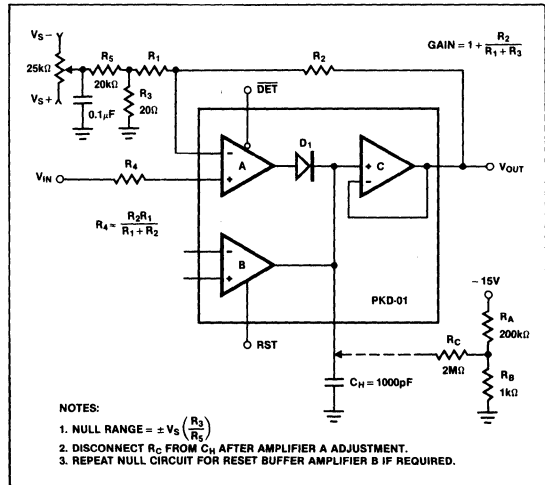 VS−
25kΩ
VS+
R5
20kΩ
R1
R3
20Ω
0.1μF
R2
GAIN = 1 + R2 / (R1 + R3)
DET
VIN
R4
−
+
A
D1
+
−
C
VOUT
R4 = R2R1 / (R1 + R2)
−
+
B
PKD-01
RST
−15V
RA
200kΩ
RC
2MΩ
RB
1kΩ
CH = 1000pF
NOTES:
1. NULL RANGE = ± VS (R3 / R5)
2. DISCONNECT RC FROM CH AFTER AMPLIFIER A ADJUSTMENT.
3. REPEAT NULL CIRCUIT FOR RESET BUFFER AMPLIFIER B IF REQUIRED.